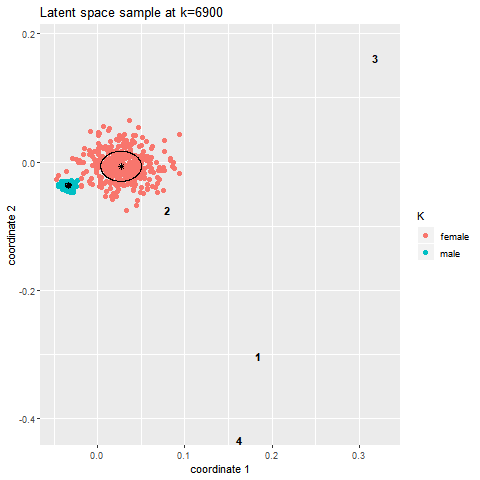 Latent space sample at k=6900
0.2
3
0.0
2
-0.2
1
-0.4
4
0.0
0.1
0.2
0.3
coordinate 1
coordinate 2
K
female
male